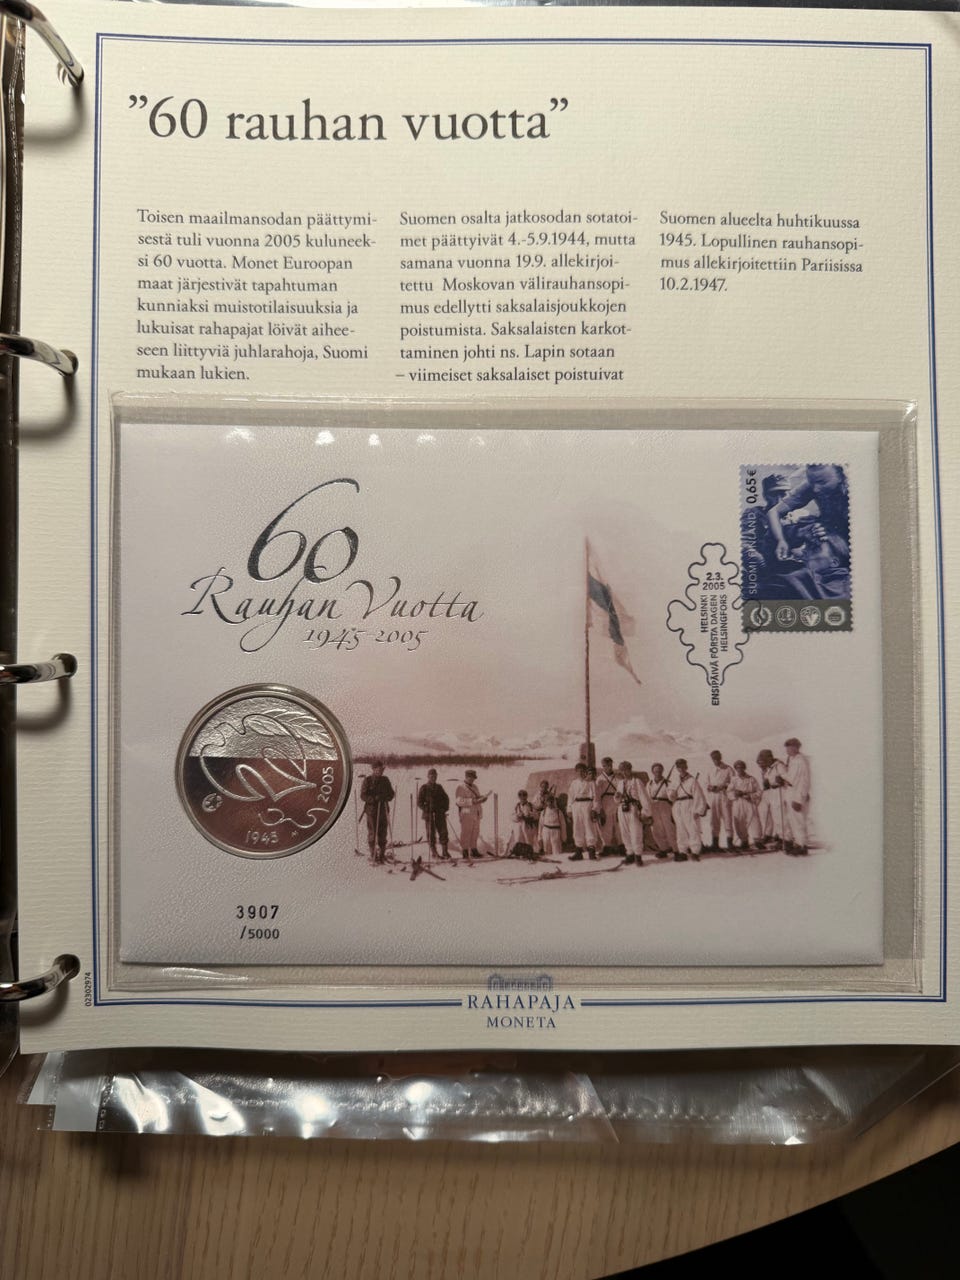 ”60 rauhan vuotta”
Toisen maailmansodan päättymi-
sestä tuli vuonna 2005 kuluneek-
si 60 vuotta. Monet Euroopan
maat järjestivät tapahtuman
kunniaksi muistotilaisuuksia ja
lukuisat rahapajat löivät aihee-
seen liittyviä juhlarahoja, Suomi
mukaan lukien.
Suomen osalta jatkosodan sotatoi-
met päättyivät 4.-5.9.1944, mutta
samana vuonna 19.9. allekirjoi-
tettu Moskovan välirauhansopi-
mus edellytti saksalaisjoukkojen
poistumista. Saksalaisten karkot-
taminen johti ns. Lapin sotaan
– viimeiset saksalaiset poistuivat
Suomen alueelta huhtikuussa
1945. Lopullinen rauhansopi-
mus allekirjoitettiin Pariisissa
10.2.1947.
60
Rauhan Vuotta
1945-2005
0,65€
SUOMI FINLAND
2.3.
2005
HELSINKI
ENSIPÄIVÄ FÖRSTA DAGEN
HELSINGFORS
2005
1945
3907
/5000
02302974
RAHAPAJA
MONETA